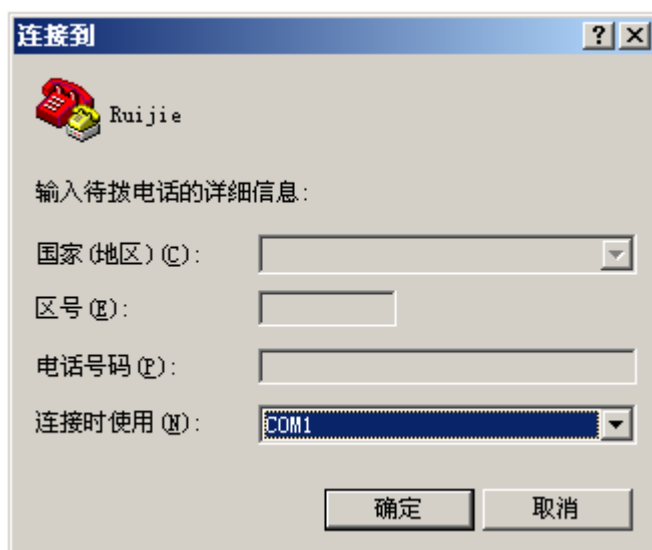 连接到
Ruijie
输入待拨电话的详细信息:
国家(地区)(C):
区号(E):
电话号码(P):
连接时使用(N): COM1
确定 取消